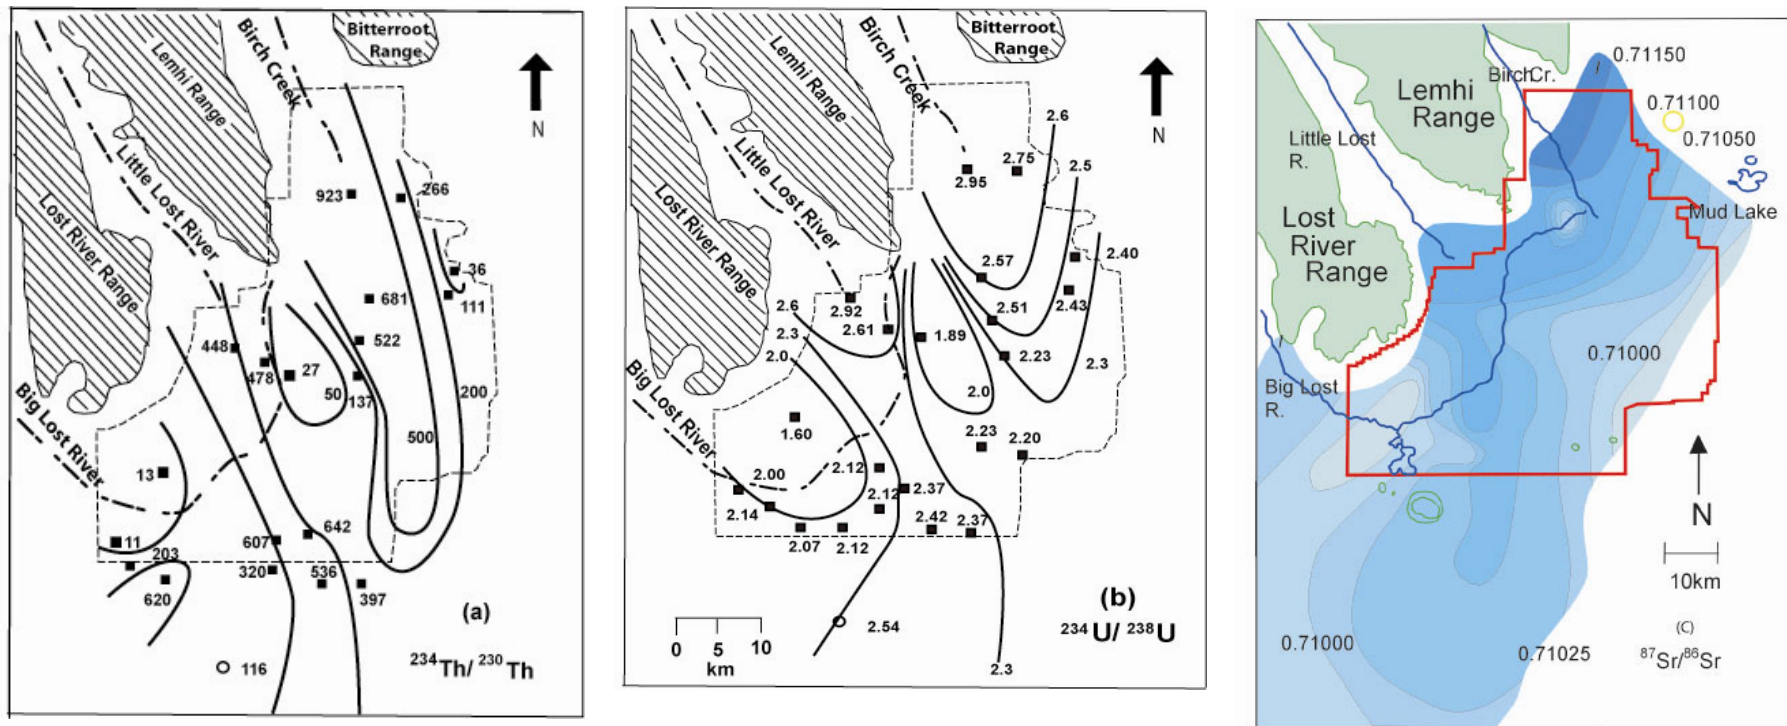 Bitterroot
Range
Birch Creek
Lemhi Range
Little Lost River
Lost River Range
Big Lost River
N
923
266
36
111
681
522
448
478
27
50
137
200
500
13
11
203
620
642
607
320
536
397
116
(a)
234Th/ 230Th
Bitterroot
Range
Birch Creek
Lemhi Range
Little Lost River
Lost River Range
Big Lost River
N
2.6
2.75
2.95
2.5
2.40
2.57
2.43
2.51
2.6
2.92
2.3
2.61
1.89
2.23
2.0
2.3
2.0
1.60
2.23
2.20
2.00
2.12
2.12
2.37
2.14
2.42
2.37
2.07
2.12
2.54
2.3
(b)
234U/ 238U
0 5 10
km
0.71150
BirchCr.
Lemhi
Range
0.71100
0.71050
Little Lost
R.
Mud Lake
Lost
River
Range
0.71000
Big Lost
R.
N
10km
0.71000
0.71025
(C)
87Sr/86Sr